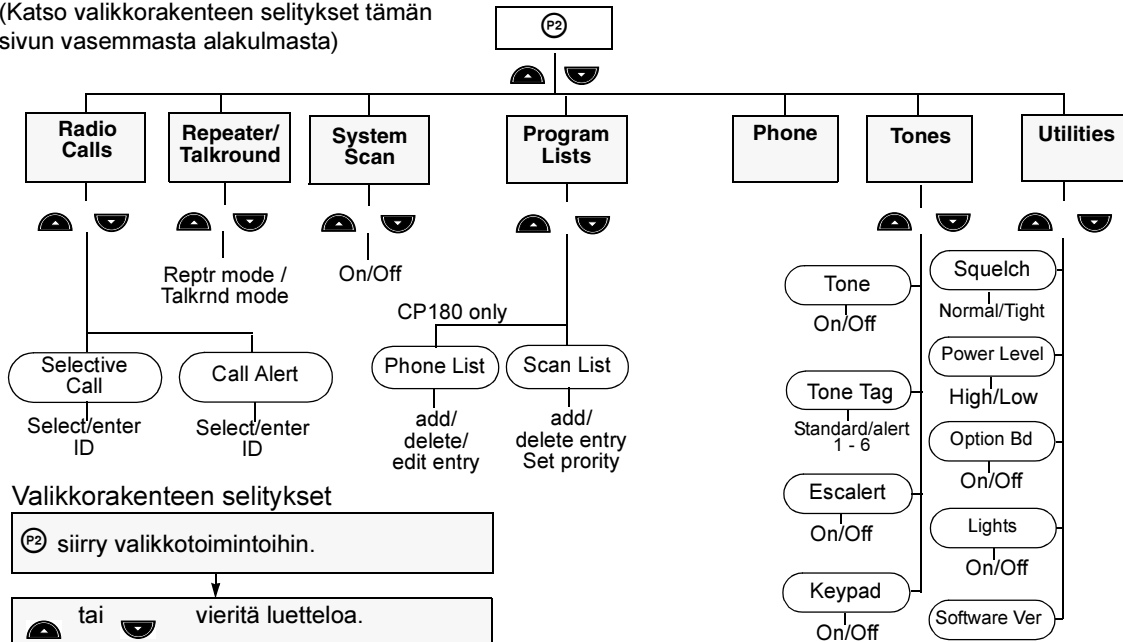 (Katso valikkorakenteen selitykset tämän
sivun vasemmasta alakulmasta)
P2
Radio
Calls
Repeater/
Talkround
System
Scan
Program
Lists
Phone
Tones
Utilities
Reptr mode /
Talkrnd mode
On/Off
CP180 only
Selective
Call
Select/enter
ID
Call Alert
Select/enter
ID
Phone List
add/
delete/
edit entry
Scan List
add/
delete entry
Set prority
Tone
On/Off
Tone Tag
Standard/alert
1 - 6
Escalert
On/Off
Keypad
On/Off
Squelch
Normal/Tight
Power Level
High/Low
Option Bd
On/Off
Lights
On/Off
Software Ver
Valikkorakenteen selitykset
P2 siirry valikkotoimintoihin.
tai vieritä luetteloa.